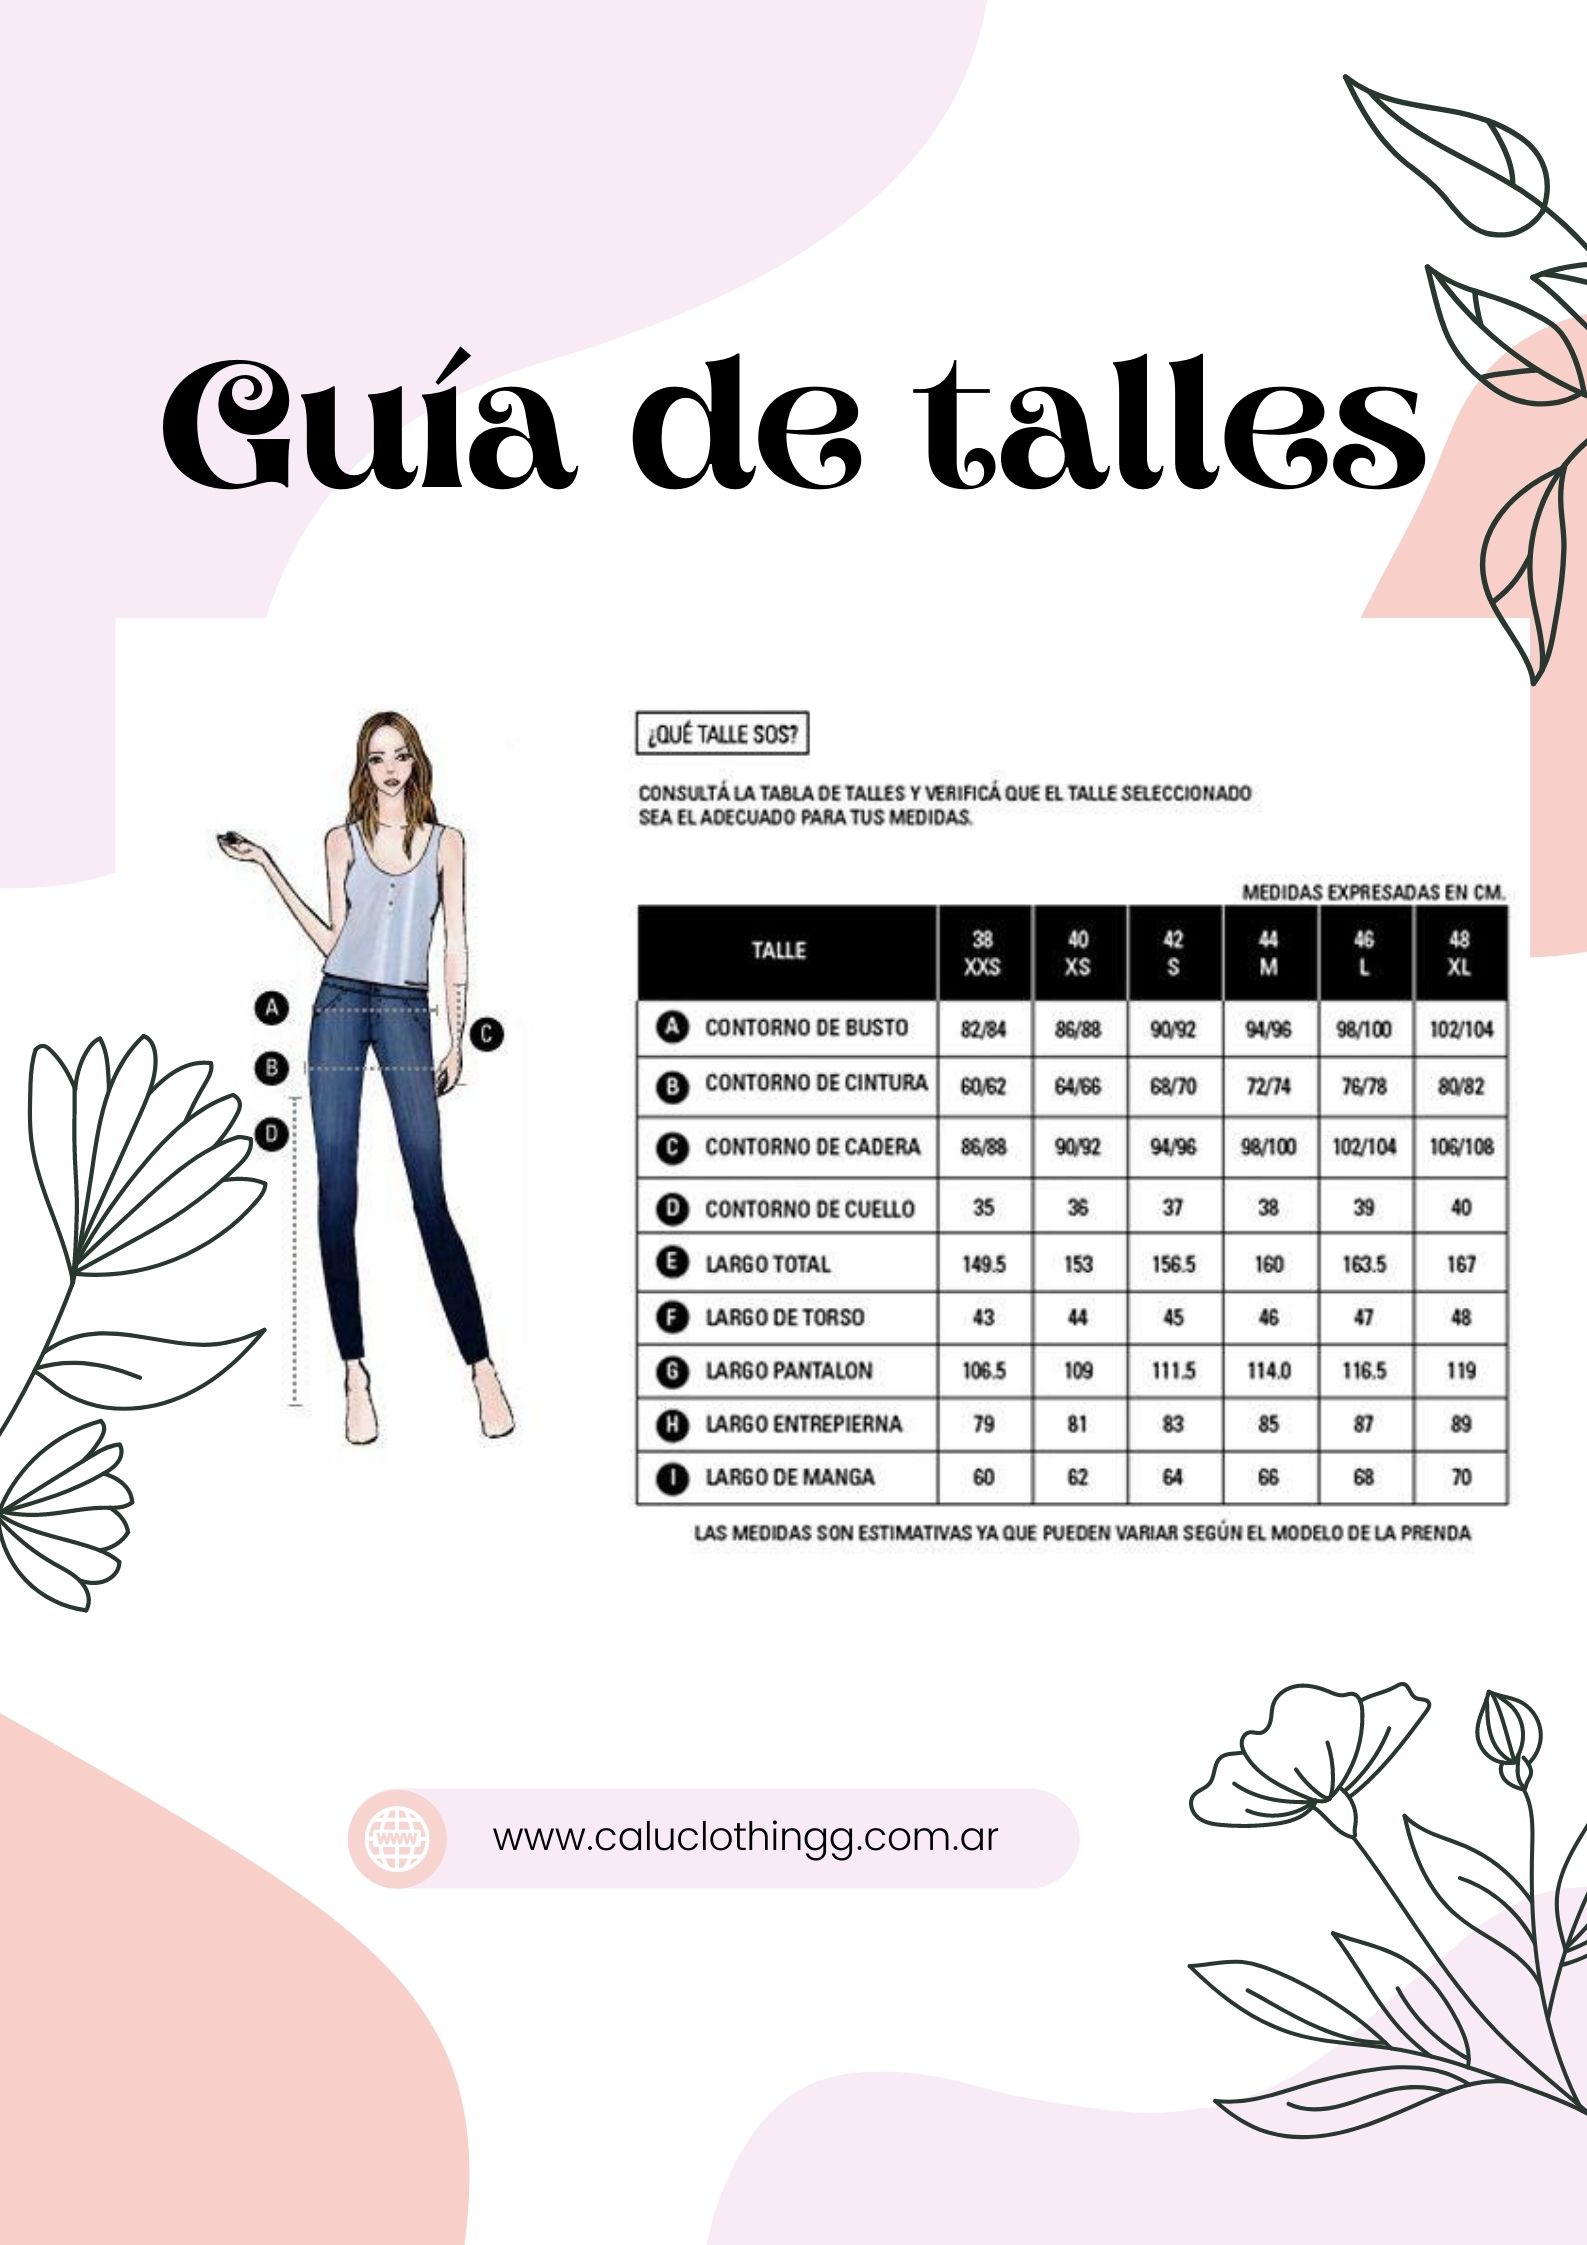 Guía de talles
¿QUÉ TALLE SOS?
CONSULTÁ LA TABLA DE TALLES Y VERIFICÁ QUE EL TALLE SELECCIONADO
SEA EL ADECUADO PARA TUS MEDIDAS.
MEDIDAS EXPRESADAS EN CM.
TALLE 38 XXS 40 XS 42 S 44 M 46 L 48 XL
A CONTORNO DE BUSTO 82/84 86/88 90/92 94/96 98/100 102/104
B CONTORNO DE CINTURA 60/62 64/66 68/70 72/74 76/78 80/82
C CONTORNO DE CADERA 86/88 90/92 94/96 98/100 102/104 106/108
D CONTORNO DE CUELLO 35 36 37 38 39 40
E LARGO TOTAL 149.5 153 156.5 160 163.5 167
F LARGO DE TORSO 43 44 45 46 47 48
G LARGO PANTALON 106.5 109 111.5 114.0 116.5 119
H LARGO ENTREPIERNA 79 81 83 85 87 89
I LARGO DE MANGA 60 62 64 66 68 70
LAS MEDIDAS SON ESTIMATIVAS YA QUE PUEDEN VARIAR SEGÚN EL MODELO DE LA PRENDA
A
C
B
D
www
www.caluclothingg.com.ar